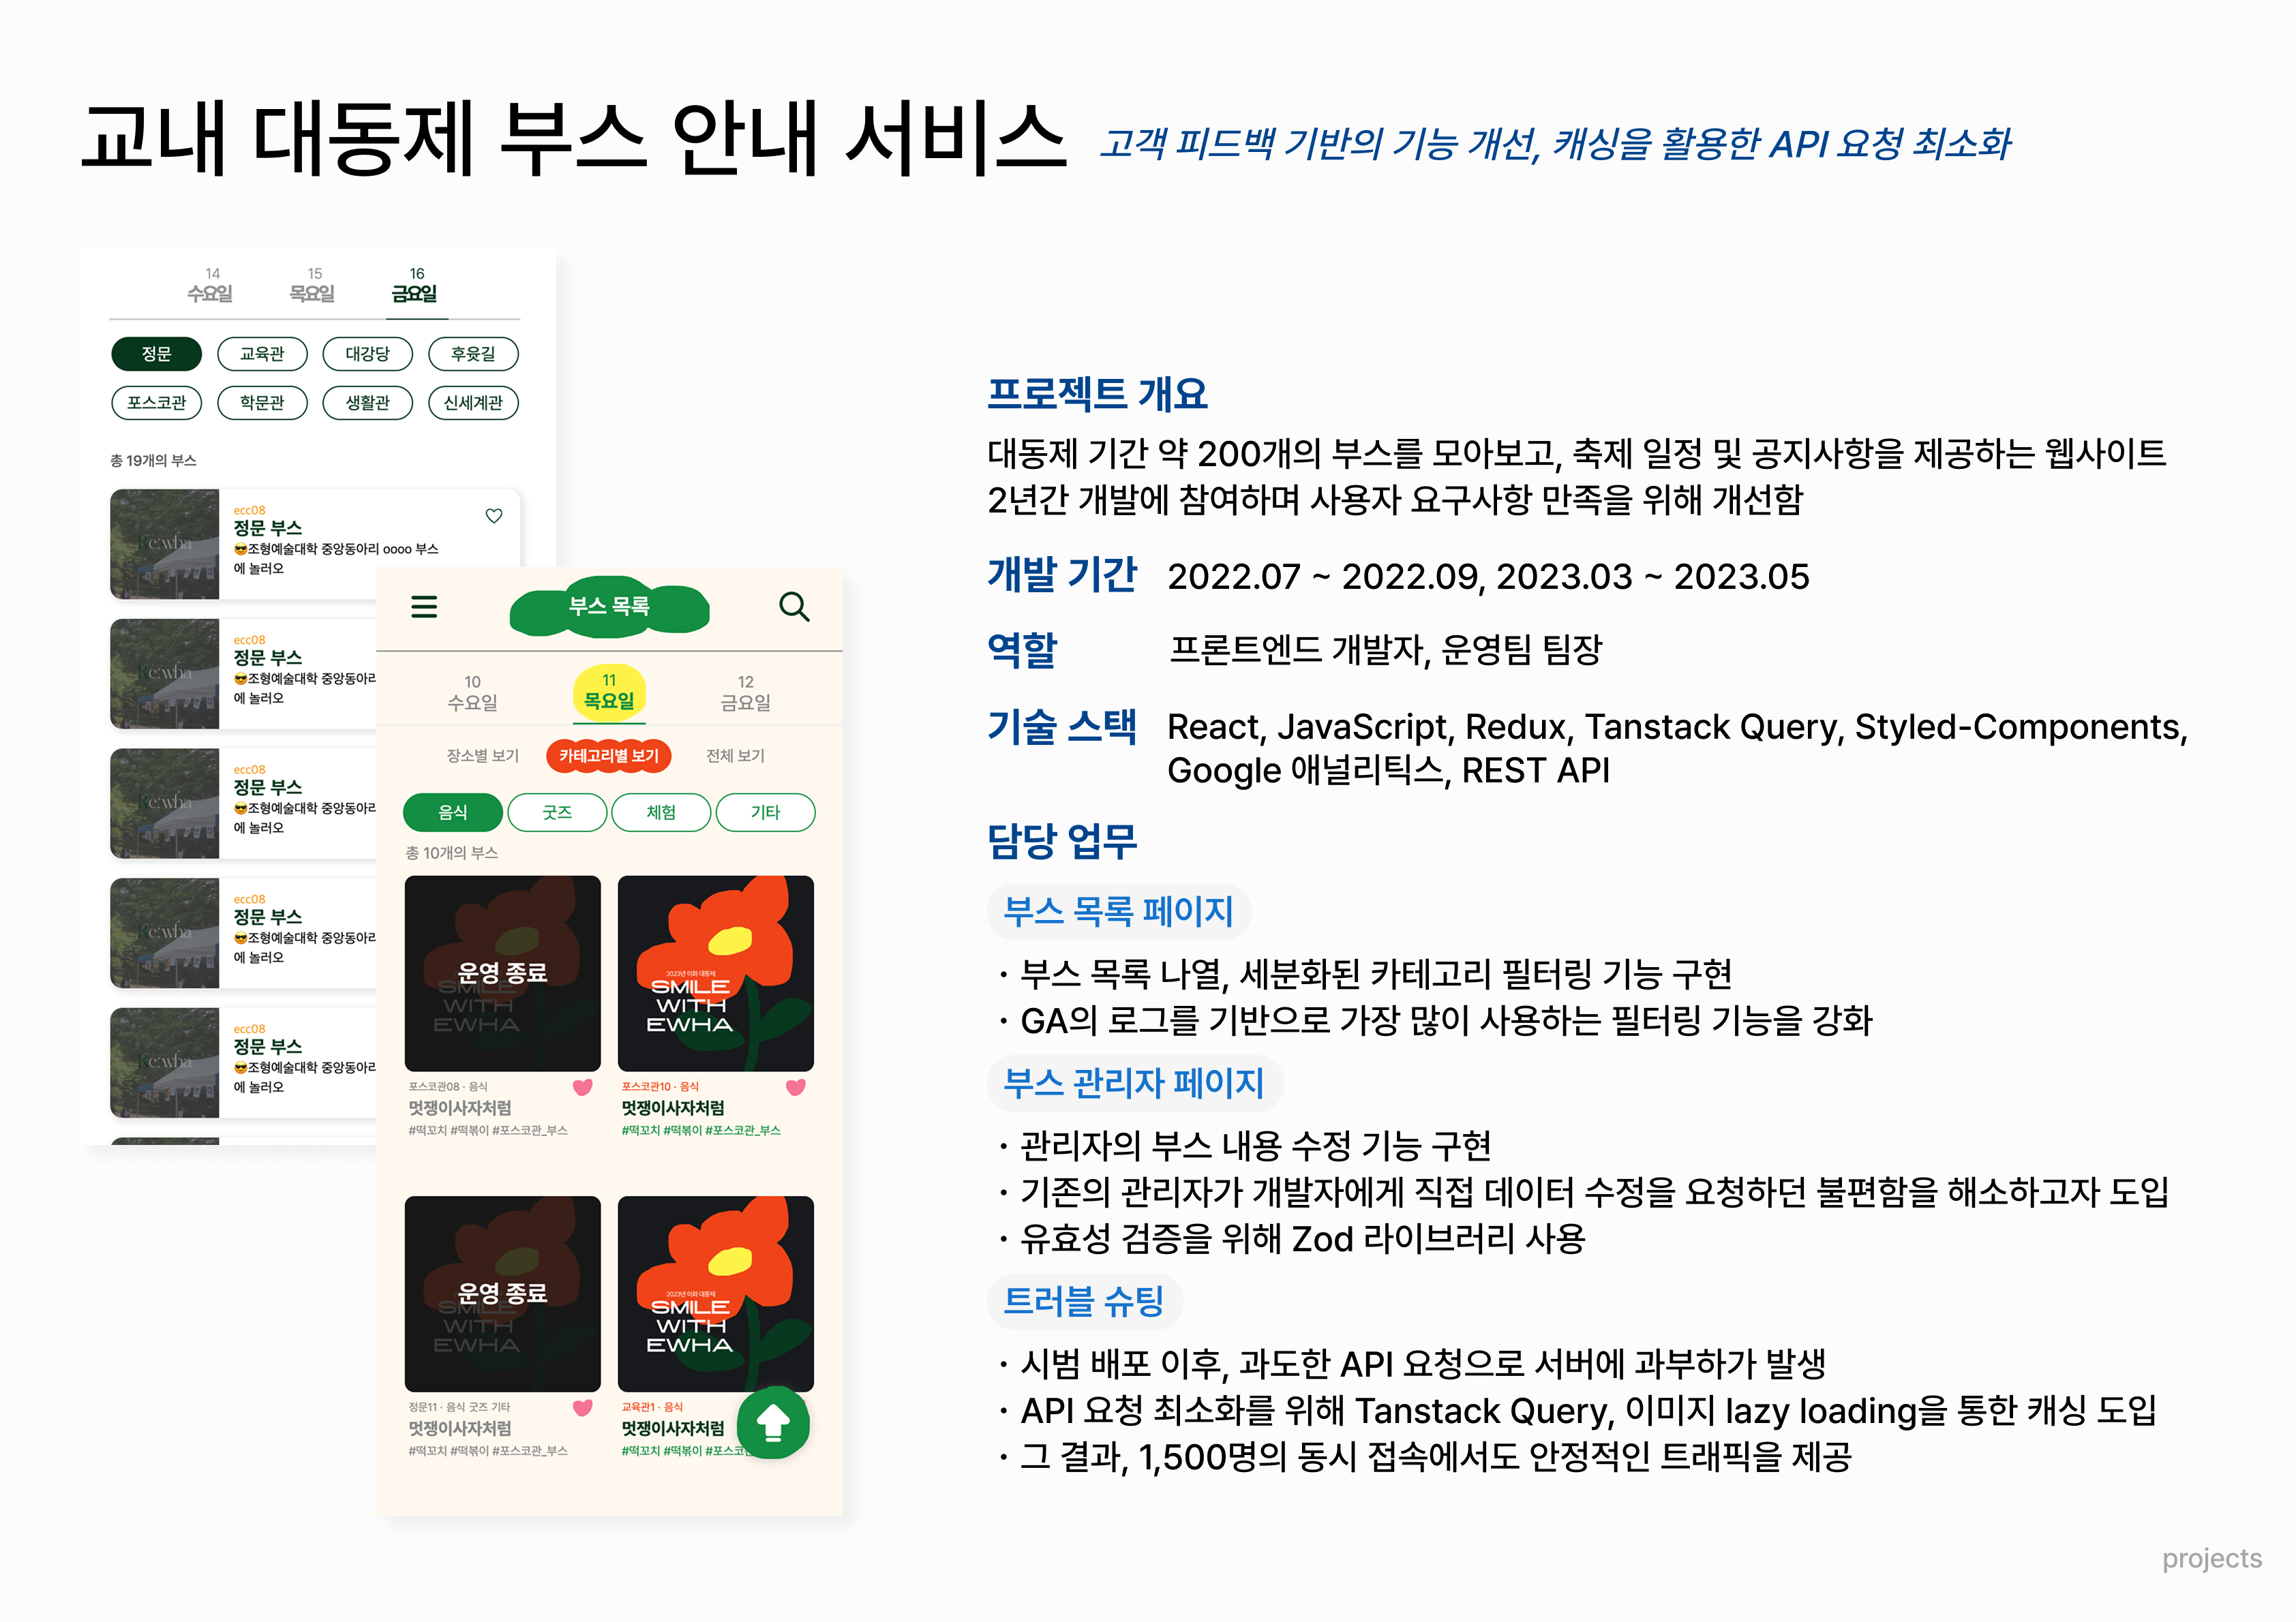 교내 대동제 부스 안내 서비스
고객 피드백 기반의 기능 개선, 캐싱을 활용한 API 요청 최소화
14 15 16
수요일 목요일 금요일
정문 교육관 대강당 후윳길
포스코관 학문관 생활관 신세계관
총 19개의 부스
Re:wha
ecc08
정문 부스
😎조형예술대학 중앙동아리 oooo 부스
에 놀러오
Re:wha
ecc08
정문 부스
😎조형예술대학 중앙동아리
에 놀러오
Re:wha
ecc08
정문 부스
😎조형예술대학 중앙동아리
에 놀러오
Re:wha
ecc08
정문 부스
😎조형예술대학 중앙동아리
에 놀러오
Re:wha
ecc08
정문 부스
😎조형예술대학 중앙동아리
에 놀러오
부스 목록
10 11 12
수요일 목요일 금요일
장소별 보기 카테고리별 보기 전체 보기
음식 굿즈 체험 기타
총 10개의 부스
운영 종료
SMILE
WITH
EWHA
2023년 이화 대동제
SMILE
WITH
EWHA
포스코관08 · 음식
멋쟁이사자처럼
#떡꼬치 #떡볶이 #포스코관_부스
포스코관10 · 음식
멋쟁이사자처럼
#떡꼬치 #떡볶이 #포스코관_부스
운영 종료
SMILE
WITH
EWHA
2023년 이화 대동제
SMILE
WITH
EWHA
정문11 · 음식 굿즈 기타
멋쟁이사자처럼
#떡꼬치 #떡볶이 #포스코관_부스
교육관1 · 음식
멋쟁이사자처럼
#떡꼬치 #떡볶이 #포스코
프로젝트 개요
대동제 기간 약 200개의 부스를 모아보고, 축제 일정 및 공지사항을 제공하는 웹사이트
2년간 개발에 참여하며 사용자 요구사항 만족을 위해 개선함
개발 기간 2022.07 ~ 2022.09, 2023.03 ~ 2023.05
역할 프론트엔드 개발자, 운영팀 팀장
기술 스택 React, JavaScript, Redux, Tanstack Query, Styled-Components,
Google 애널리틱스, REST API
담당 업무
부스 목록 페이지
· 부스 목록 나열, 세분화된 카테고리 필터링 기능 구현
· GA의 로그를 기반으로 가장 많이 사용하는 필터링 기능을 강화
부스 관리자 페이지
· 관리자의 부스 내용 수정 기능 구현
· 기존의 관리자가 개발자에게 직접 데이터 수정을 요청하던 불편함을 해소하고자 도입
· 유효성 검증을 위해 Zod 라이브러리 사용
트러블 슈팅
· 시범 배포 이후, 과도한 API 요청으로 서버에 과부하가 발생
· API 요청 최소화를 위해 Tanstack Query, 이미지 lazy loading을 통한 캐싱 도입
· 그 결과, 1,500명의 동시 접속에서도 안정적인 트래픽을 제공
projects